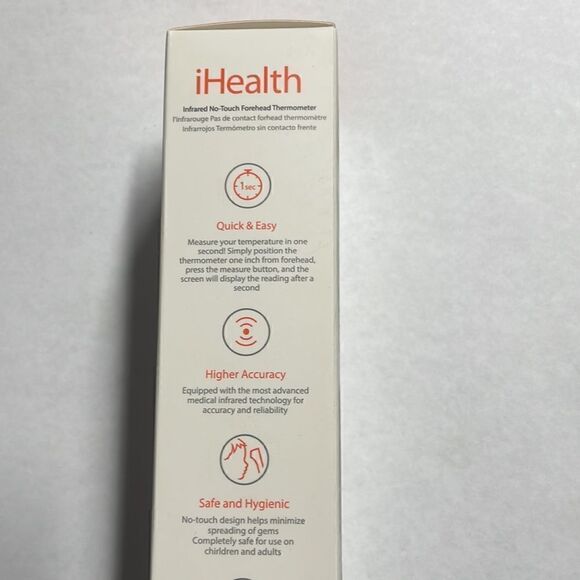 iHealth
Infrared No-Touch Forehead Thermometer
l'infrarouge Pas de contact forhead thermomètre
Infrarrojos Termómetro sin contacto frente
1sec
Quick & Easy
Measure your temperature in one
second! Simply position the
thermometer one inch from forehead,
press the measure button, and the
screen will display the reading after a
second
Higher Accuracy
Equipped with the most advanced
medical infrared technology for
accuracy and reliability
Safe and Hygienic
No-touch design helps minimize
spreading of gems
Completely safe for use on
chirldren and adults